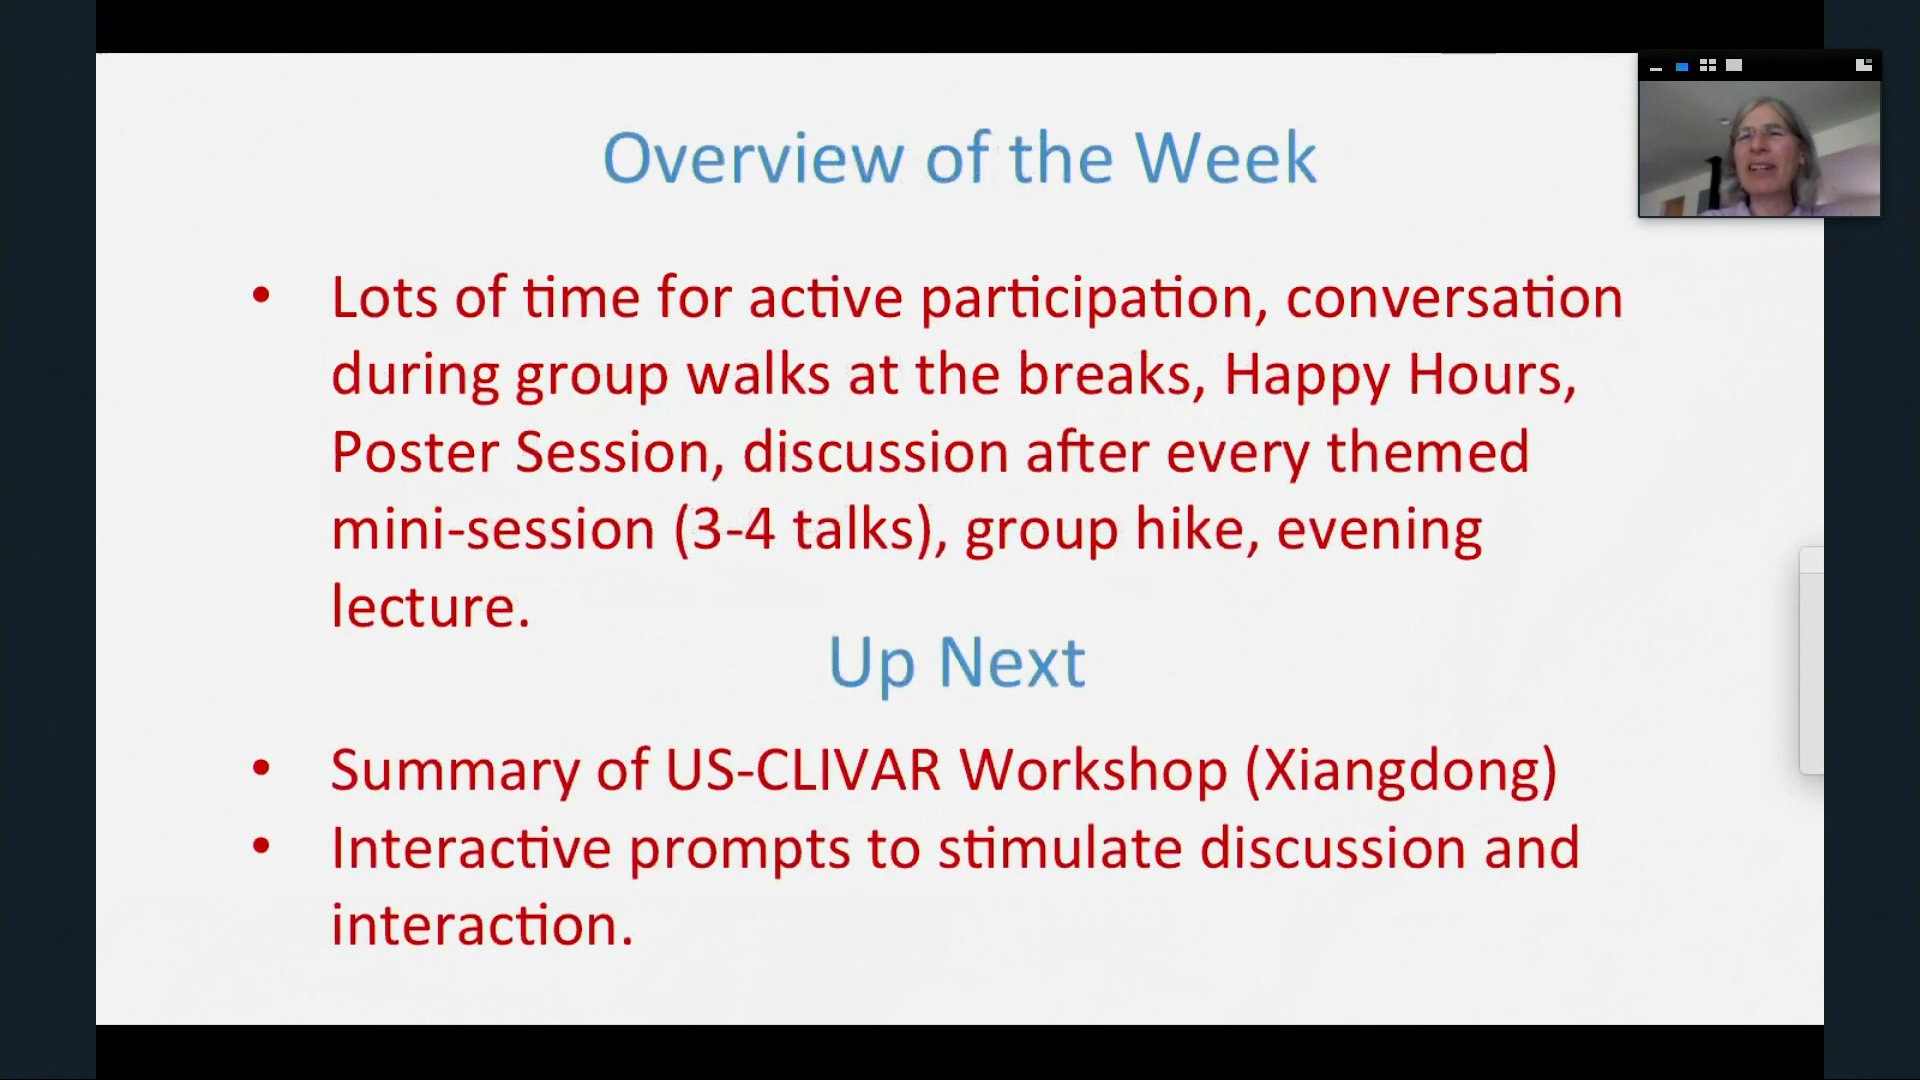 Overview of the Week
• Lots of time for active participation, conversation
during group walks at the breaks, Happy Hours,
Poster Session, discussion after every themed
mini-session (3-4 talks), group hike, evening
lecture.
Up Next
• Summary of US-CLIVAR Workshop (Xiangdong)
• Interactive prompts to stimulate discussion and
interaction.